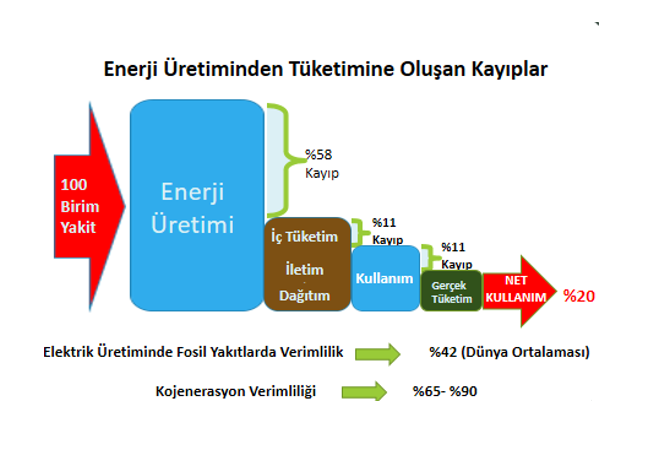 Enerji Üretiminden Tüketimine Oluşan Kayıplar
100
Birim
Yakit
Enerji
Üretimi
%58
Kayıp
İç Tüketim
İletim
Dağıtım
%11
Kayıp
Kullanım
%11
Kayıp
Gerçek
Tüketim
NET
KULLANIM
%20
Elektrik Üretiminde Fosil Yakıtlarda Verimlilik %42 (Dünya Ortalaması)
Kojenerasyon Verimliliği %65- %90